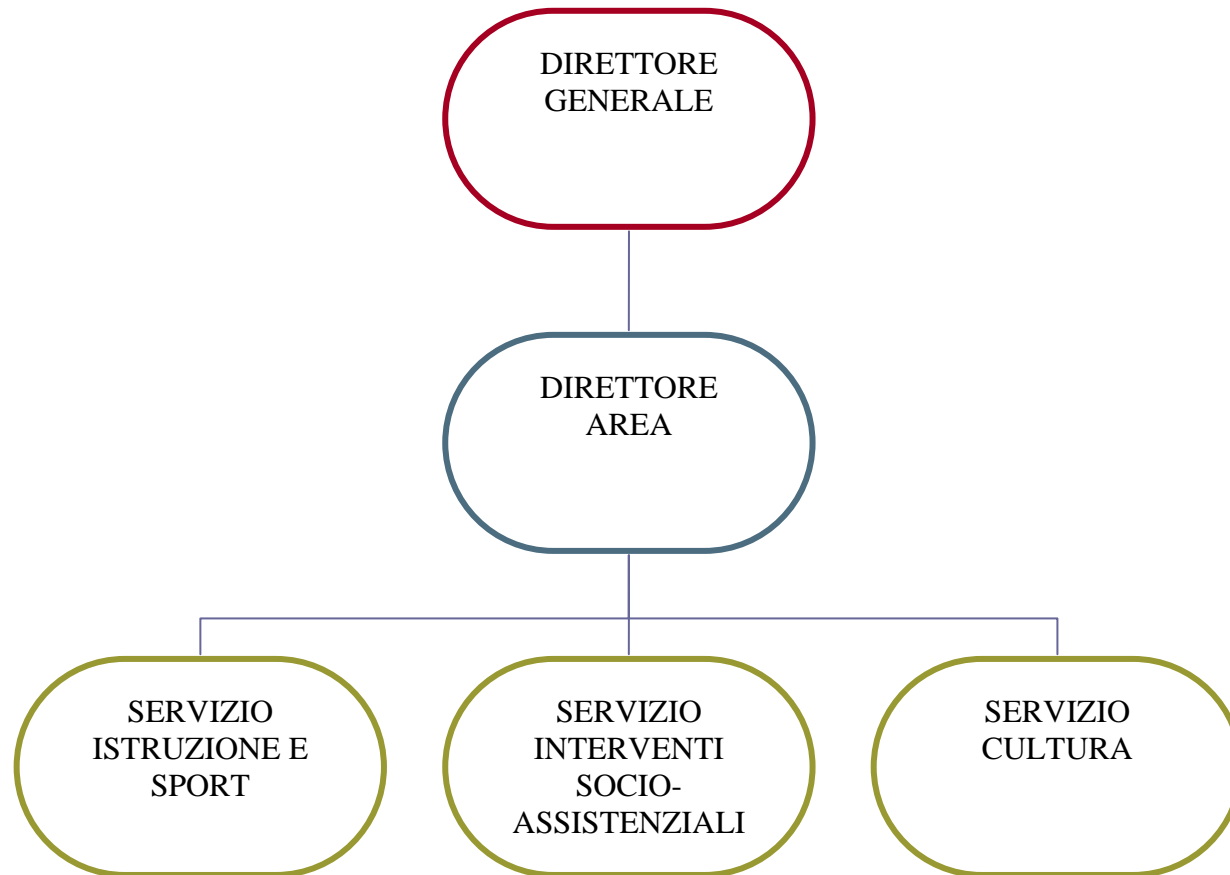 DIRETTORE
GENERALE
DIRETTORE
AREA
SERVIZIO
ISTRUZIONE E
SPORT
SERVIZIO
INTERVENTI
SOCIO-
ASSISTENZIALI
SERVIZIO
CULTURA